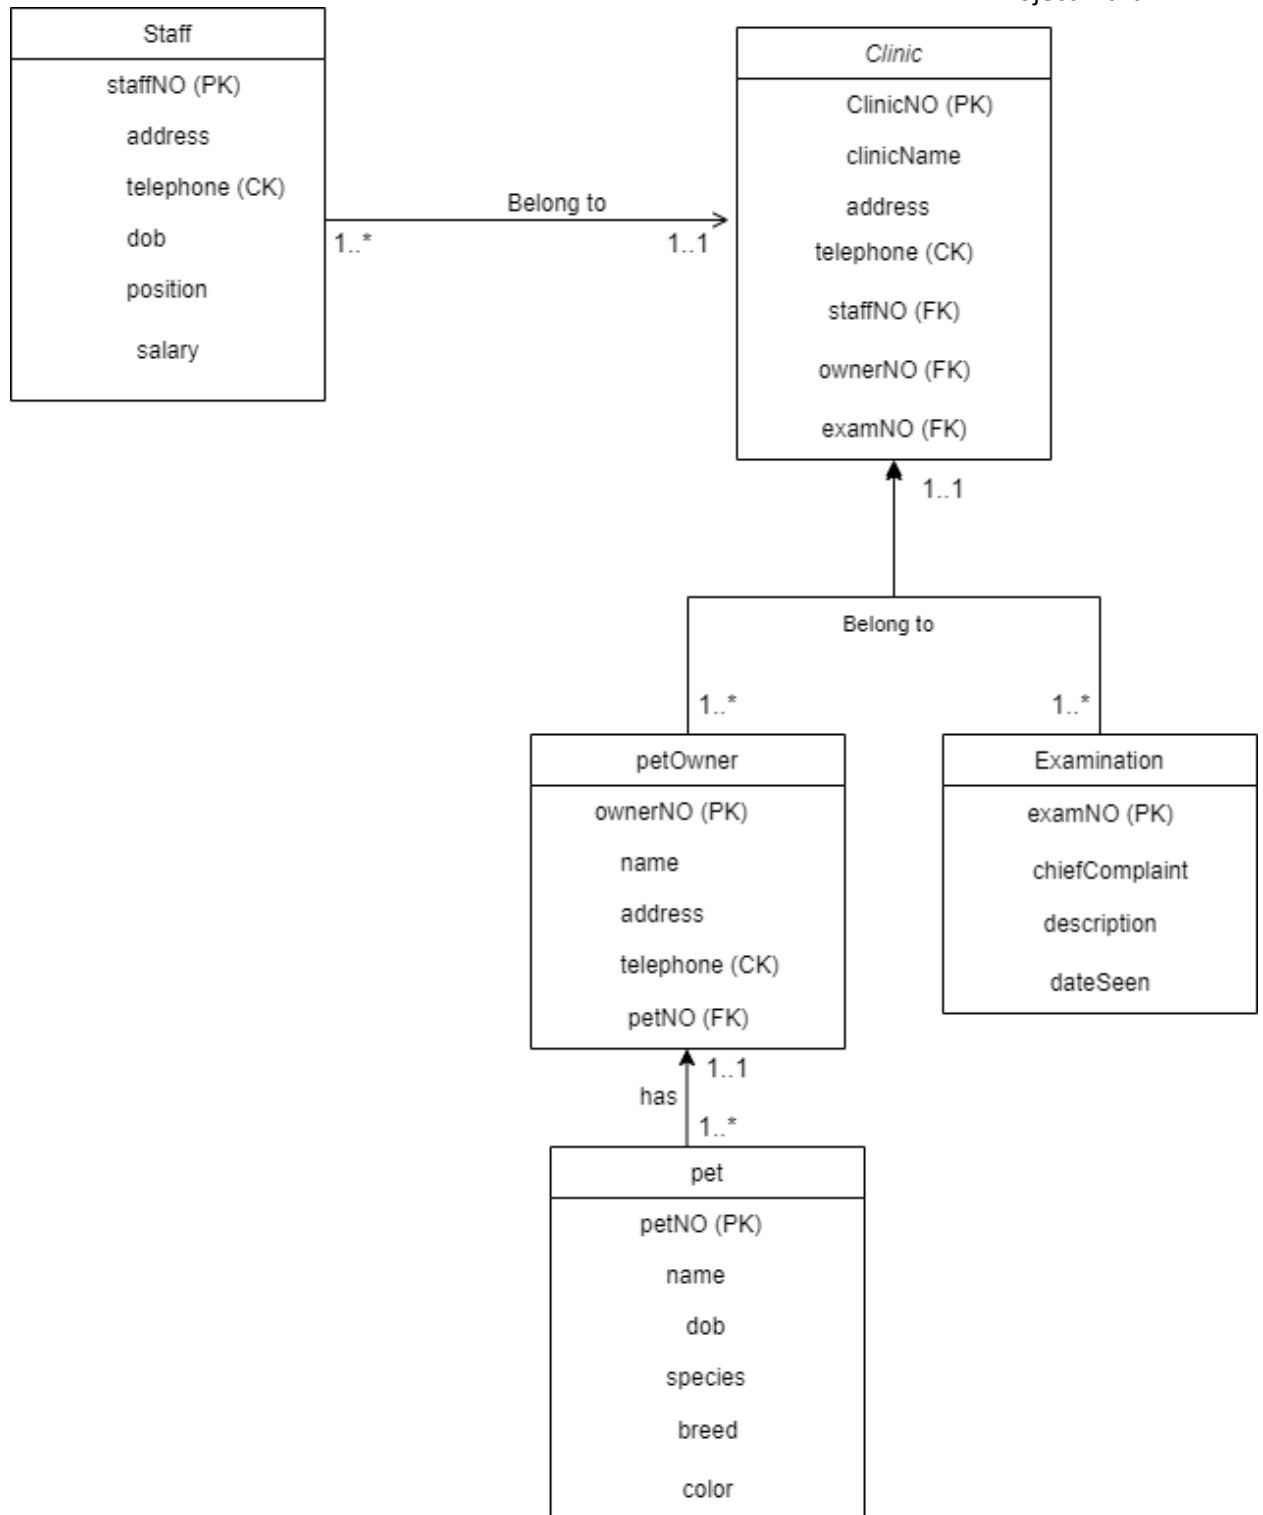 Staff
staffNO (PK)
address
telephone (CK)
dob
position
salary
Belong to
1..*
1..1
Clinic
ClinicNO (PK)
clinicName
address
telephone (CK)
staffNO (FK)
ownerNO (FK)
examNO (FK)
1..1
Belong to
1..*
1..*
petOwner
ownerNO (PK)
name
address
telephone (CK)
petNO (FK)
Examination
examNO (PK)
chiefComplaint
description
dateSeen
1..1
has
1..*
pet
petNO (PK)
name
dob
species
breed
color